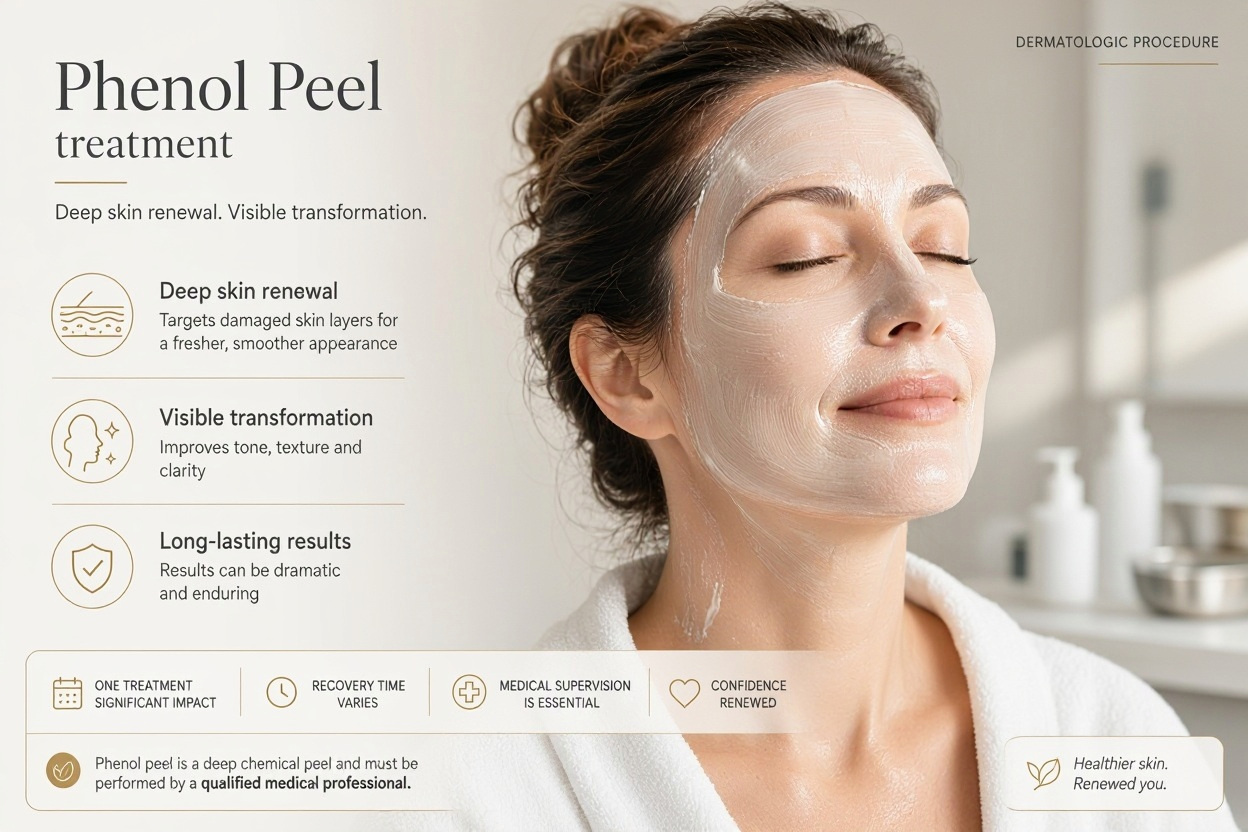 DERMATOLOGIC PROCEDURE
Phenol Peel
treatment
Deep skin renewal. Visible transformation.
Deep skin renewal
Targets damaged skin layers for
a fresher, smoother appearance
Visible transformation
Improves tone, texture and
clarity
Long-lasting results
Results can be dramatic
and enduring
ONE TREATMENT
SIGNIFICANT IMPACT
RECOVERY TIME
VARIES
MEDICAL SUPERVISION
IS ESSENTIAL
CONFIDENCE
RENEWED
Phenol peel is a deep chemical peel and must be
performed by a qualified medical professional.
Healthier skin.
Renewed you.